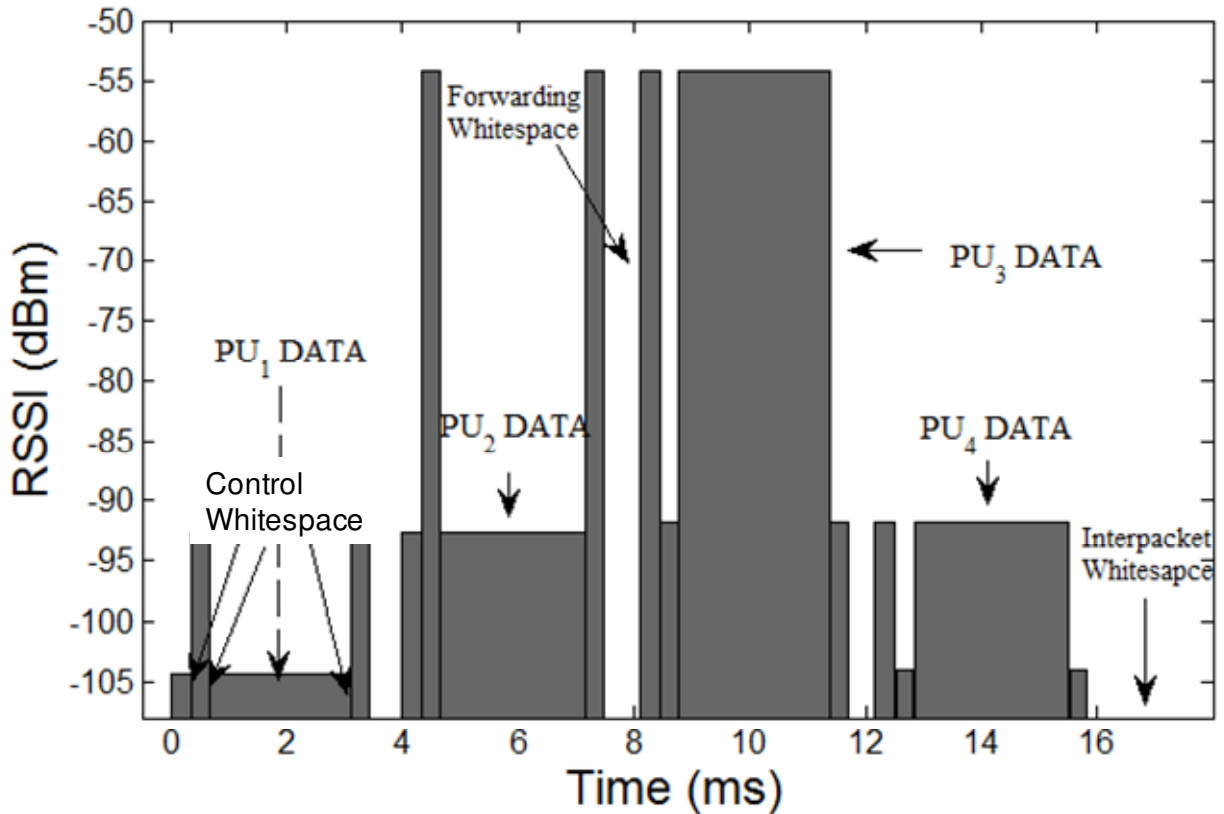 -50
-55
-60
-65
-70
-75
-80
-85
-90
-95
-100
-105
RSSI (dBm)
Forwarding
Whitespace
PU3 DATA
PU1 DATA
PU2 DATA
PU4 DATA
Control
Whitespace
Interpacket
Whitesapce
0 2 4 6 8 10 12 14 16
Time (ms)